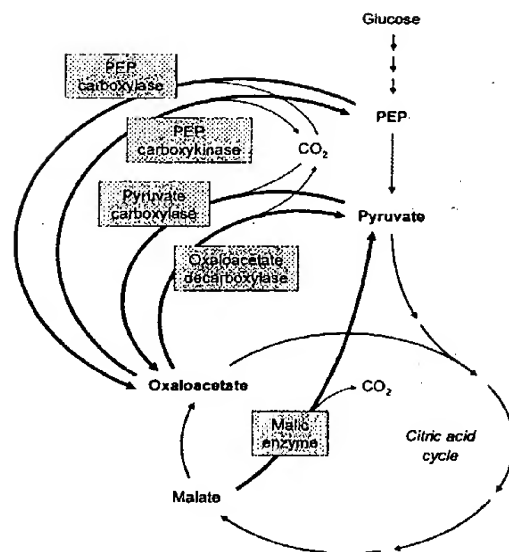 Glucose
PEP
carboxylase
PEP
PEP
carboxykinase
CO2
Pyruvate
carboxylase
Pyruvate
Oxaloacetate
decarboxylase
Oxaloacetate
CO2
Malic
enzyme
Citric acid
cycle
Malate